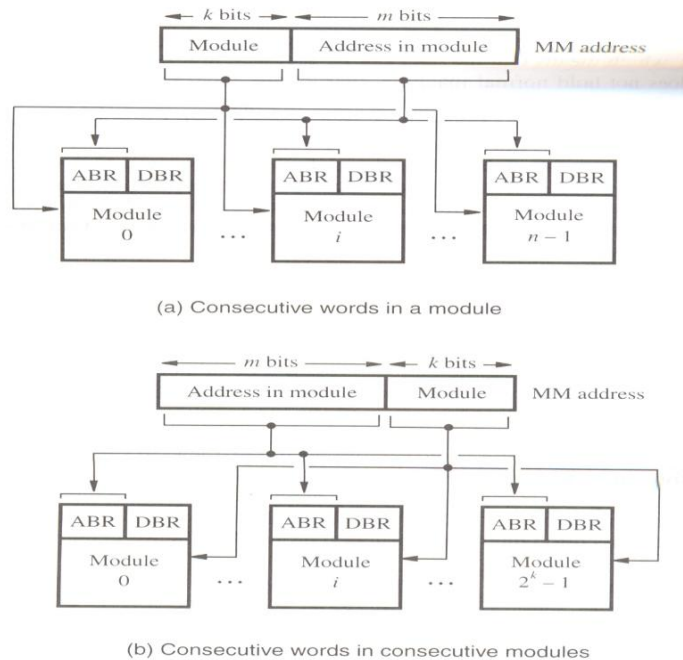 k bits m bits
Module Address in module MM address
ABR DBR ABR DBR ABR DBR
Module Module Module
0 ... i ... n – 1
(a) Consecutive words in a module
m bits k bits
Address in module Module MM address
ABR DBR ABR DBR ABR DBR
Module Module Module
0 ... i ... 2^k – 1
(b) Consecutive words in consecutive modules